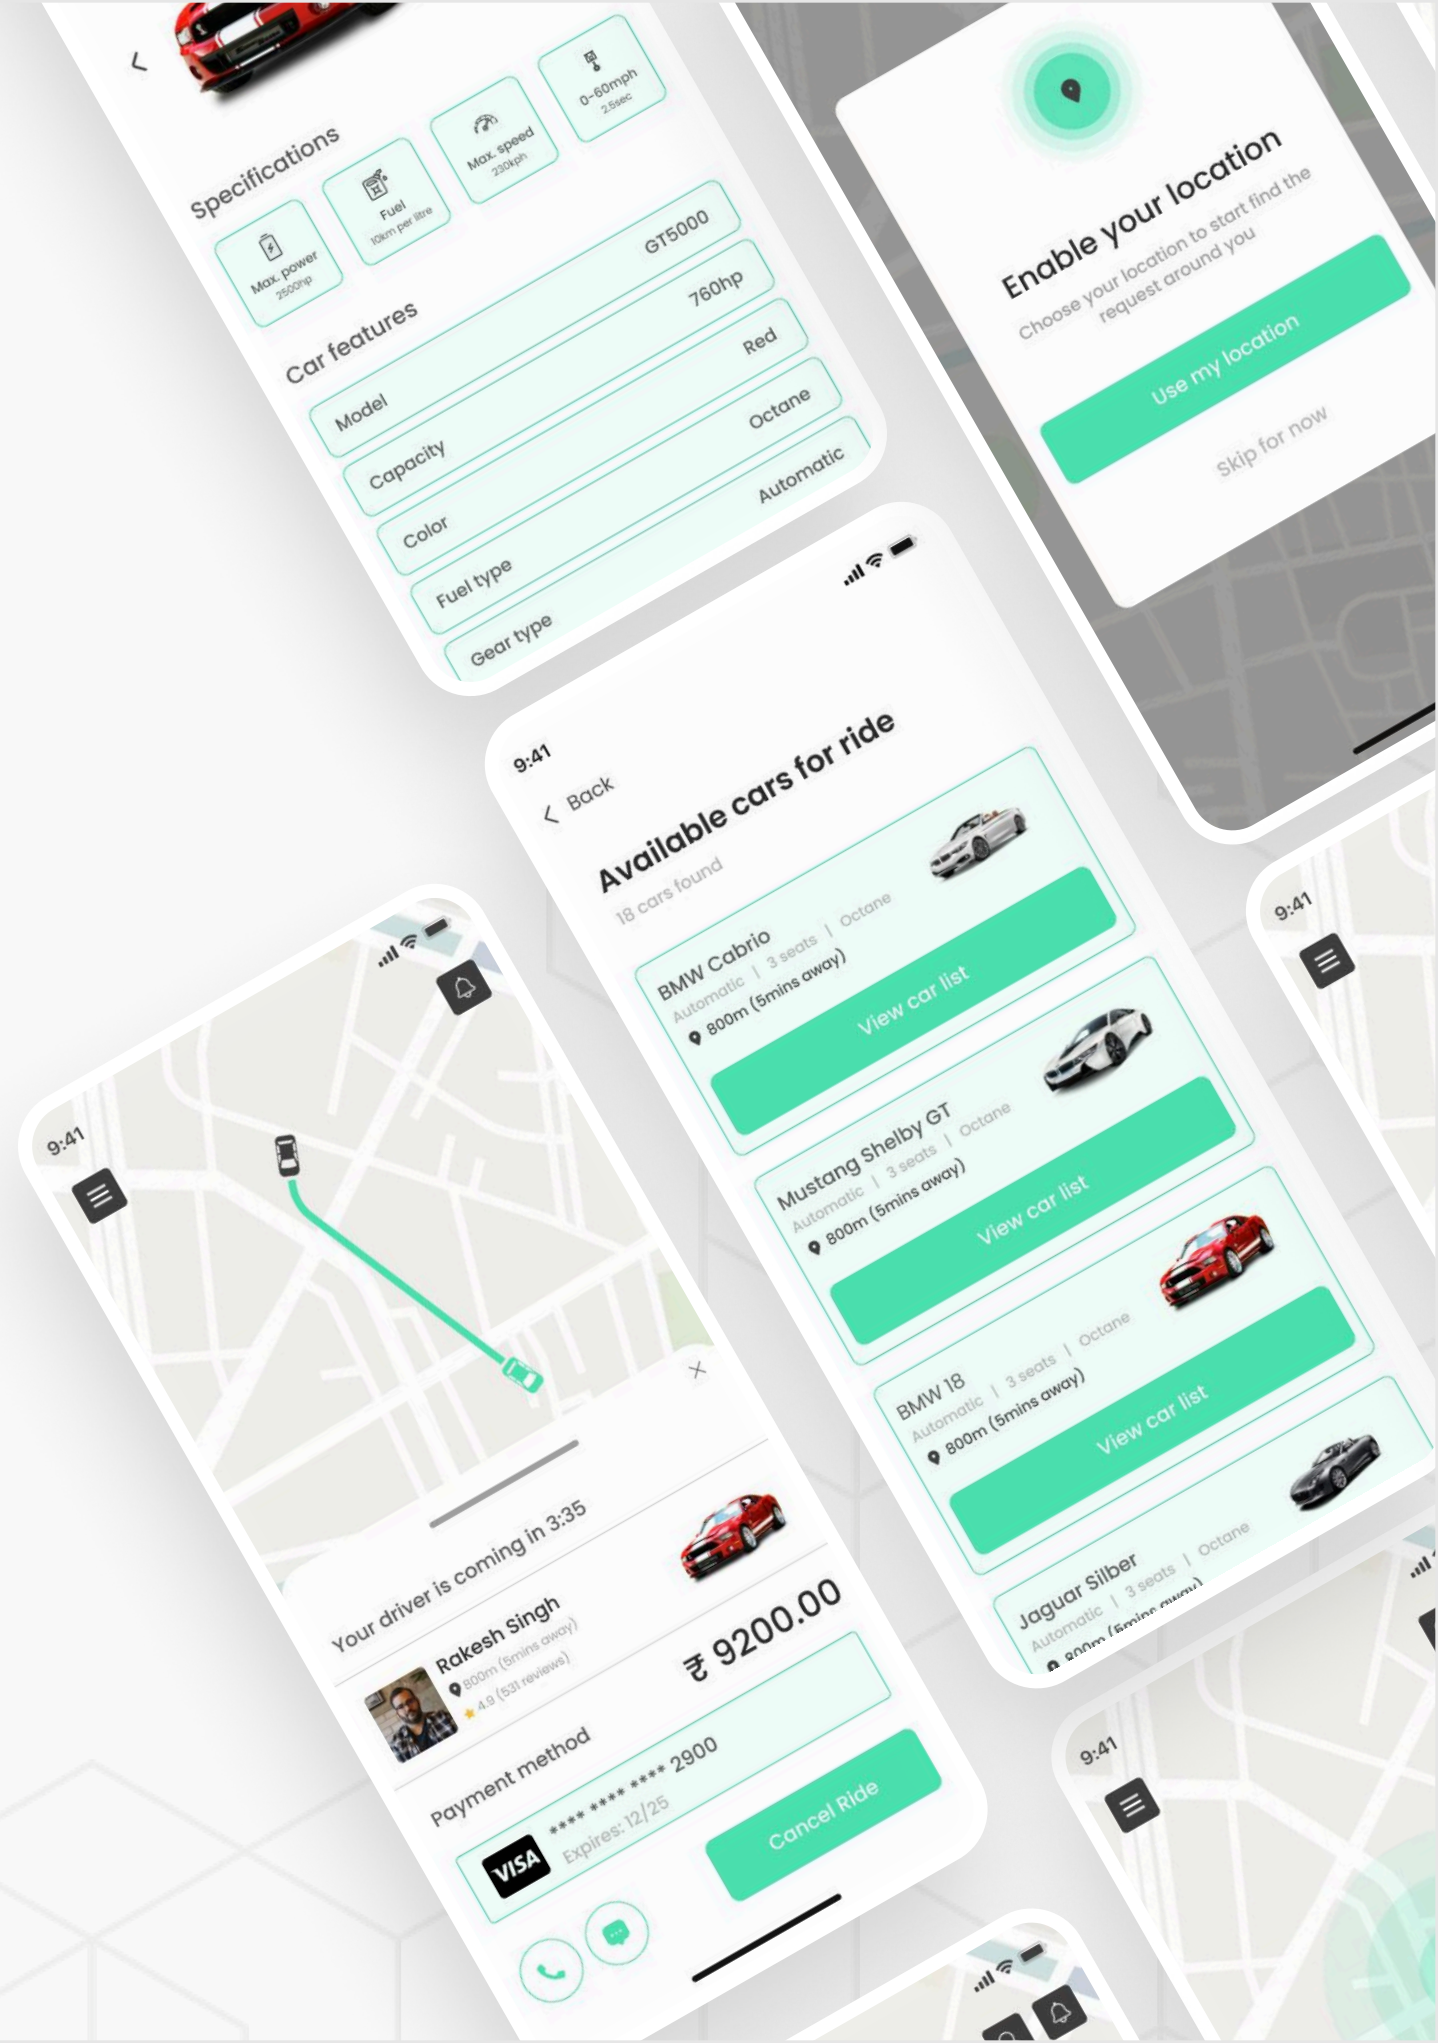 Specifications
Max. power
2500hp
Fuel
10km per litre
Max. speed
230kph
0-60mph
2.5sec
Car features
Model GT5000
Capacity 760hp
Color Red
Fuel type Octane
Gear type Automatic
Enable your location
Choose your location to start find the
request around you
Use my location
Skip for now
9:41
Back
Available cars for ride
18 cars found
BMW Cabrio
Automatic | 3 seats | Octane
800m (5mins away)
View car list
Mustang Shelby GT
Automatic | 3 seats | Octane
800m (5mins away)
View car list
BMW 18
Automatic | 3 seats | Octane
800m (5mins away)
View car list
Jaguar Silber
Automatic | 3 seats | Octane
800m (5mins away)
9:41
Your driver is coming in 3:35
Rakesh Singh
800m (5mins away)
4.9 (531 reviews)
₹ 9200.00
Payment method
VISA
**** **** **** 2900
Expires: 12/25
Cancel Ride
9:41
9:41